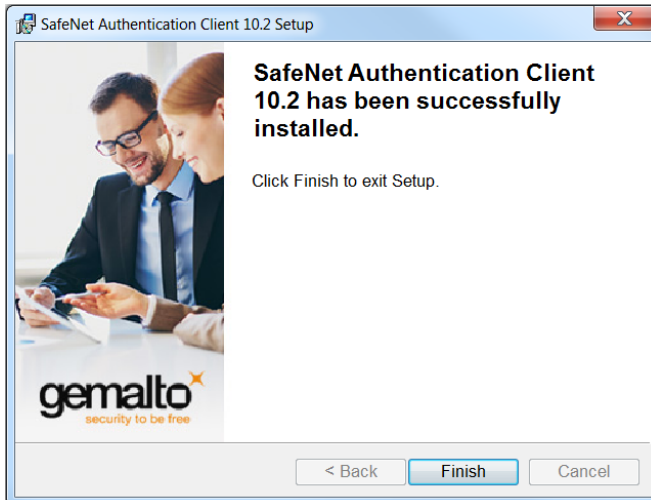 SafeNet Authentication Client 10.2 Setup
SafeNet Authentication Client
10.2 has been successfully
installed.
Click Finish to exit Setup.
gemalto
security to be free
< Back
Finish
Cancel